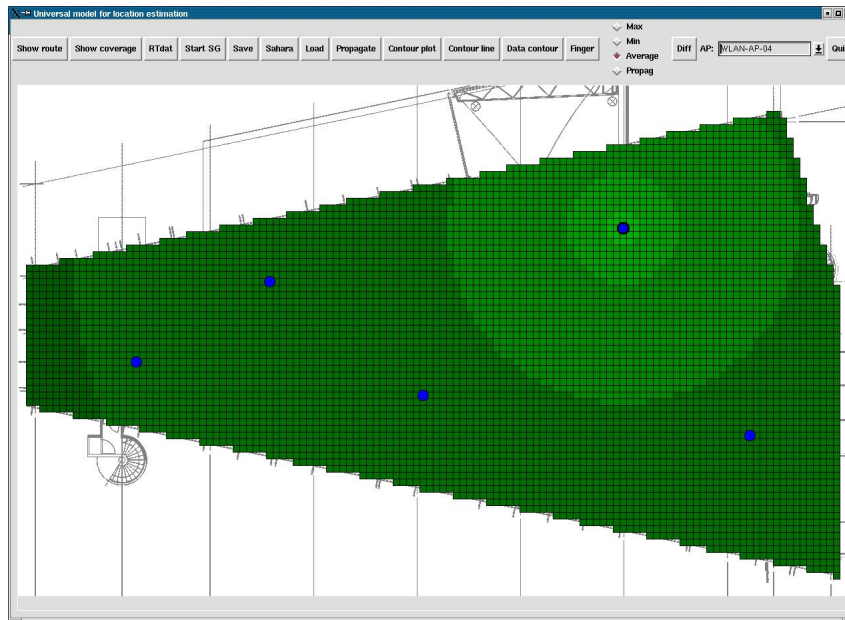 Universal model for location estimation
Max
Min
Average
Propag
Show route Show coverage RTdat Start SG Save Sahara Load Propagate Contour plot Contour line Data contour Finger Diff AP: WLAN-AP-04 Qui